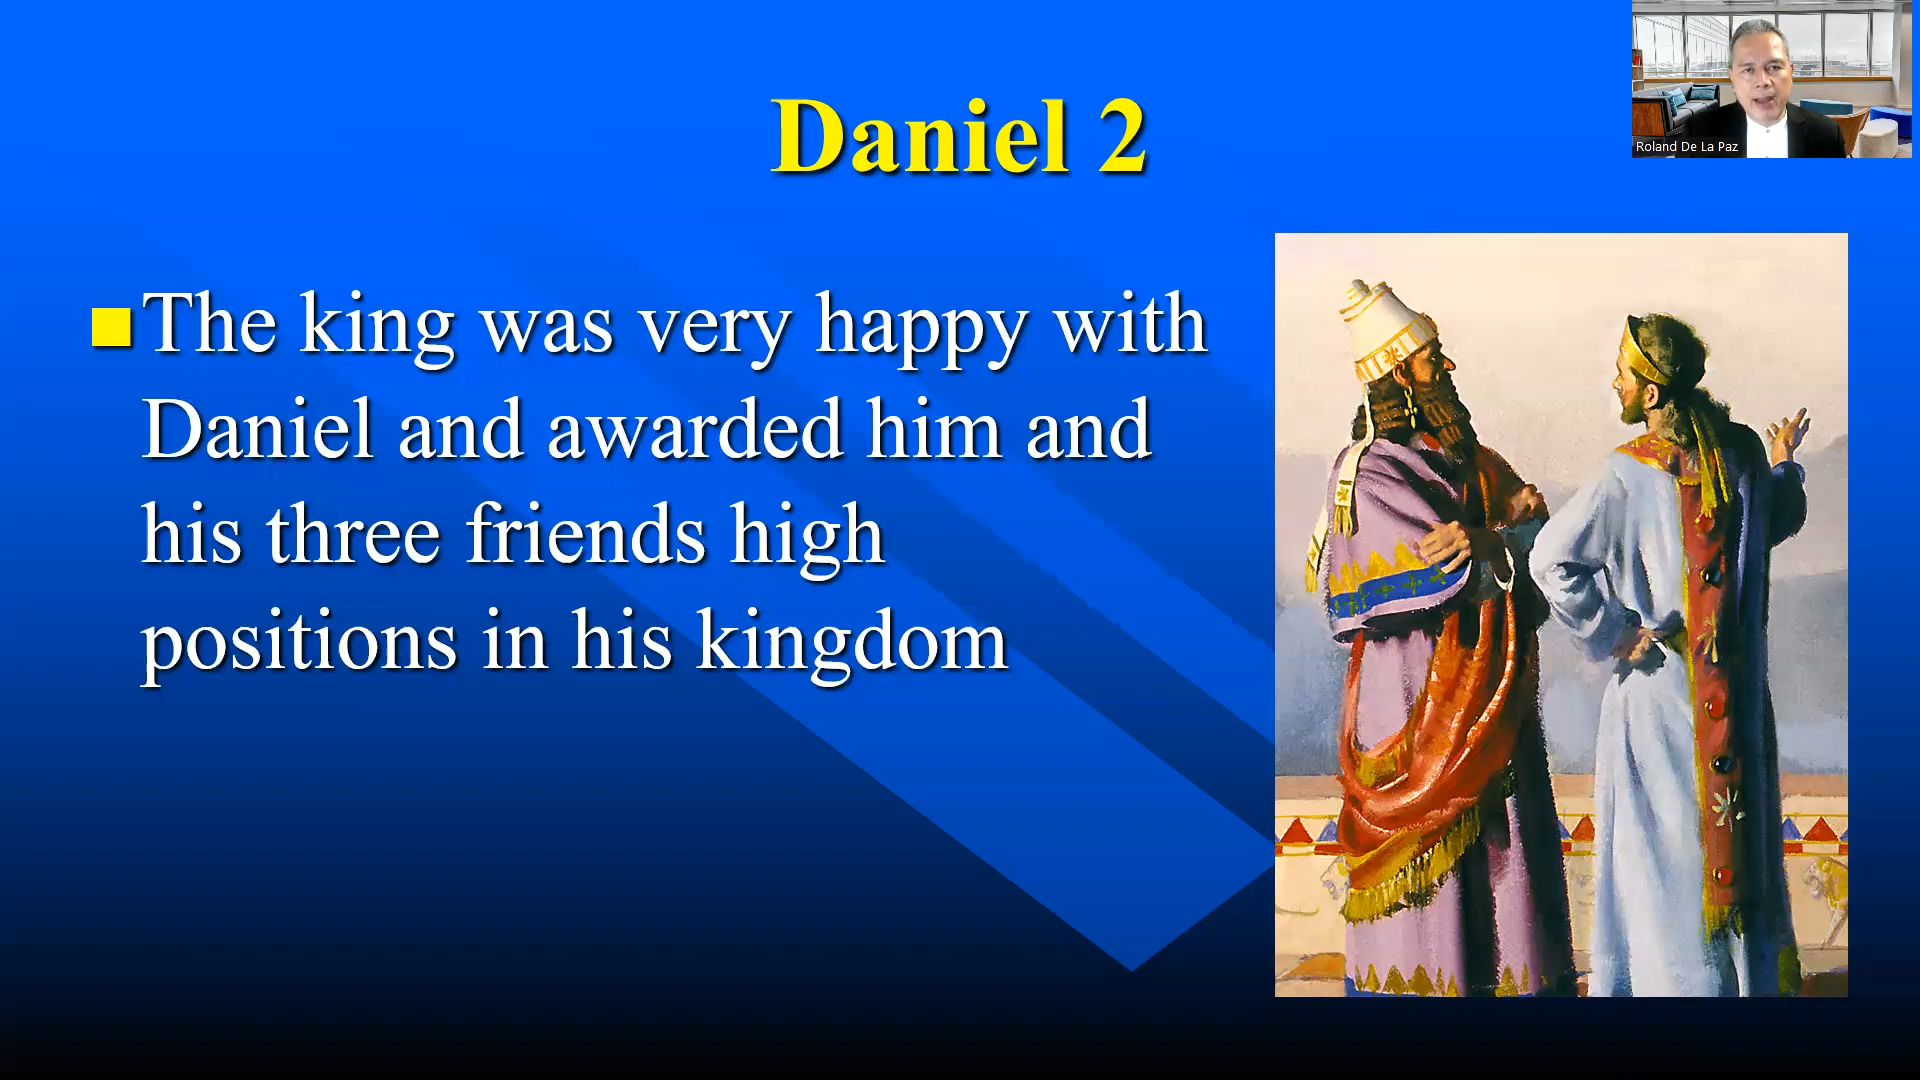 Daniel 2
Roland De La Paz
The king was very happy with
Daniel and awarded him and
his three friends high
positions in his kingdom